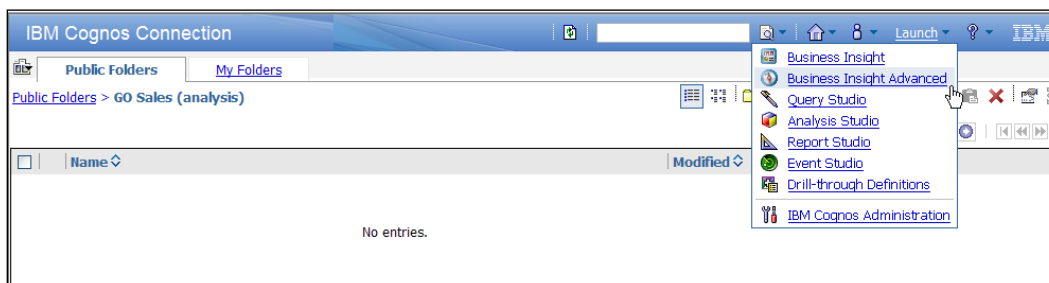 IBM Cognos Connection
Launch
IBM
Public Folders
My Folders
Public Folders > GO Sales (analysis)
Name
Modified
No entries.
Business Insight
Business Insight Advanced
Query Studio
Analysis Studio
Report Studio
Event Studio
Drill-through Definitions
IBM Cognos Administration